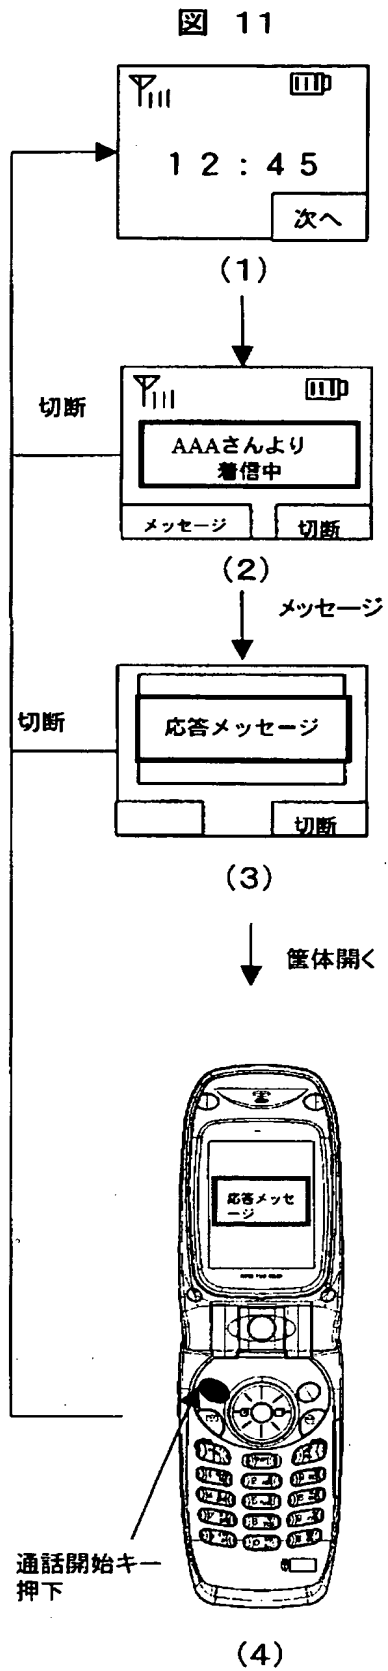 図 11
12:45
次へ
(1)
切断
AAAさんより
着信中
メッセージ
切断
(2)
メッセージ
切断
応答メッセージ
切断
(3)
筐体開く
応答メッセ
ージ
通話開始キー
押下
(4)